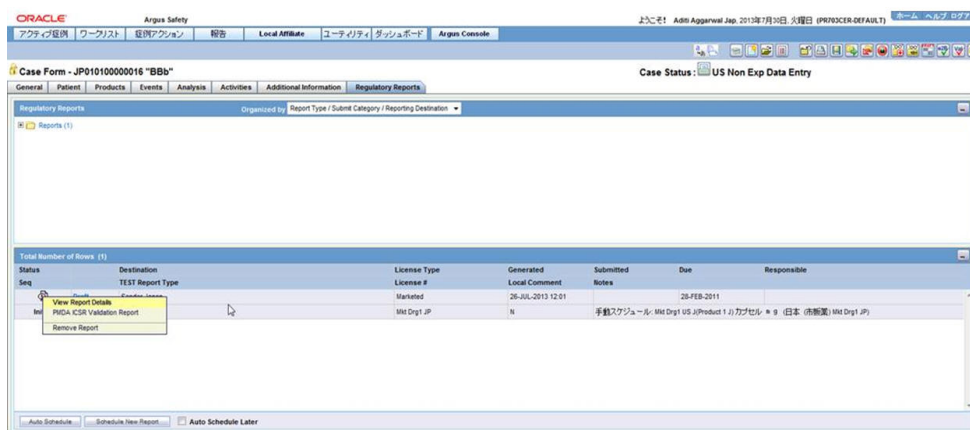 ORACLE Argus Safety
ようこそ! Aditi Aggarwal Jap, 2013年7月30日, 火曜日 (PR703CER-DEFAULT) ホーム ヘルプ ログア
アクティブ症例 ワークリスト 症例アクション 報告 Local Affiliate ユーティリティ ダッシュボード Argus Console
Case Form - JP010100000016 "BBb" Case Status : US Non Exp Data Entry
General Patient Products Events Analysis Activities Additional Information Regulatory Reports
Regulatory Reports Organized by Report Type / Submit Category / Reporting Destination
Reports (1)
Total Number of Rows (1)
Status Destination License Type Generated Submitted Due Responsible
Seq TEST Report Type License # Local Comment Notes
Draft Marketed 26-JUL-2013 12:01 28-FEB-2011
View Report Details
Mkt Drg1 JP N 手動スケジュール: Mkt Drg1 US J(Product 1 J) カプセル (日本 (市販薬) Mkt Drg1 JP)
PMDA ICSR Validation Report
Remove Report
Auto Schedule Schedule New Report Auto Schedule Later